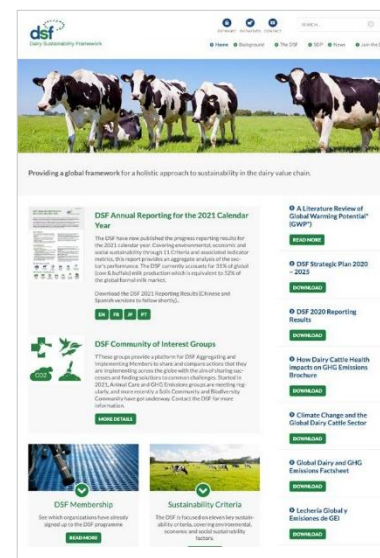 dsf
Dairy Sustainability Framework
CONTACT
SEARCH...
Home Background The DSF SDP News Join the
Providing a global framework for a holistic approach to sustainability in the dairy value chain.
DSF Annual Reporting for the 2021 Calendar
Year
The DSF have now published the progress reporting results for
the 2021 calendar year. Covering environmental, economic and
social sustainability through 11 Criteria and associated indicator
metrics, this report provides an aggregate analysis of the sec-
tor's performance. The DSF currently accounts for 31% of global
(cow & buffalo) milk production which is equivalent to 52% of
the global formal milk market.
Download the DSF 2021 Reporting Results (Chinese and
Spanish versions to follow shortly)..
EN FR JP PT
CO2
DSF Community of Interest Groups
TThese groups provide a platform for DSF Aggregating and
Implementing Members to share and compare actions that they
are implementing across the globe with the aim of sharing suc-
cesses and finding solutions to common challenges. Started in
2021, Animal Care and GHG Emissions groups are meeting reg-
ularly, and more recently a Soils Community and Biodiversity
Community have got underway. Contact the DSF for more
information.
MORE DETAILS
DSF Membership
See which organisations have already
signed up to the DSF programme
READ MORE
Sustainability Criteria
The DSF is focused on eleven key sustain-
ability criteria, covering environmental,
economic and social sustainability
factors.
A Literature Review of
Global Warming Potential*
(GWP*)
READ MORE
DSF Strategic Plan 2020
– 2025
DOWNLOAD
DSF 2020 Reporting
Results
DOWNLOAD
How Dairy Cattle Health
Impacts on GHG Emissions
Brochure
DOWNLOAD
Climate Change and the
Global Dairy Cattle Sector
DOWNLOAD
Global Dairy and GHG
Emissions Factsheet
DOWNLOAD
Lechería Global y
Emisiones de GEI
DOWNLOAD